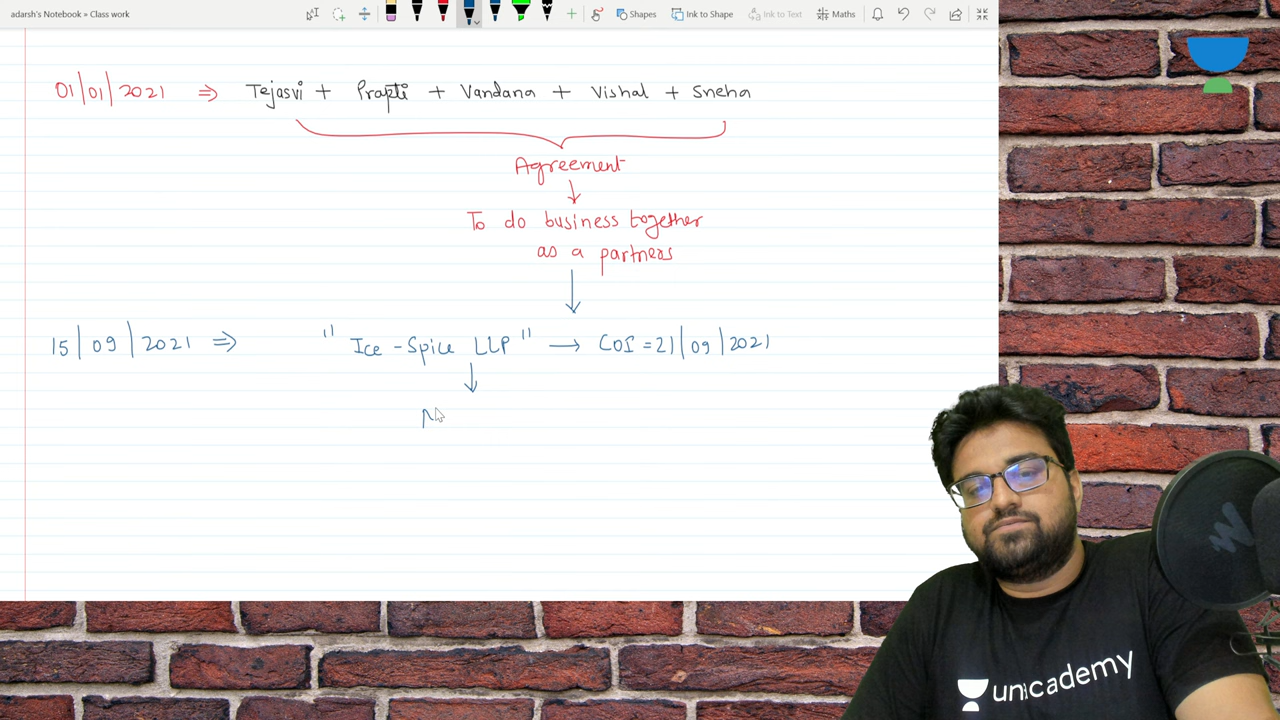 adarsh's Notebook » Class work
Shapes Ink to Shape Ink to Text Maths
01/01/2021 ⇒ Tejasvi + Prapti + Vandana + Vishal + Sneha
Agreement
↓
To do business together
as a partners
↓
15/09/2021 ⇒ "Ice-Spice LLP" → COI = 21/09/2021
↓
N
unacademy